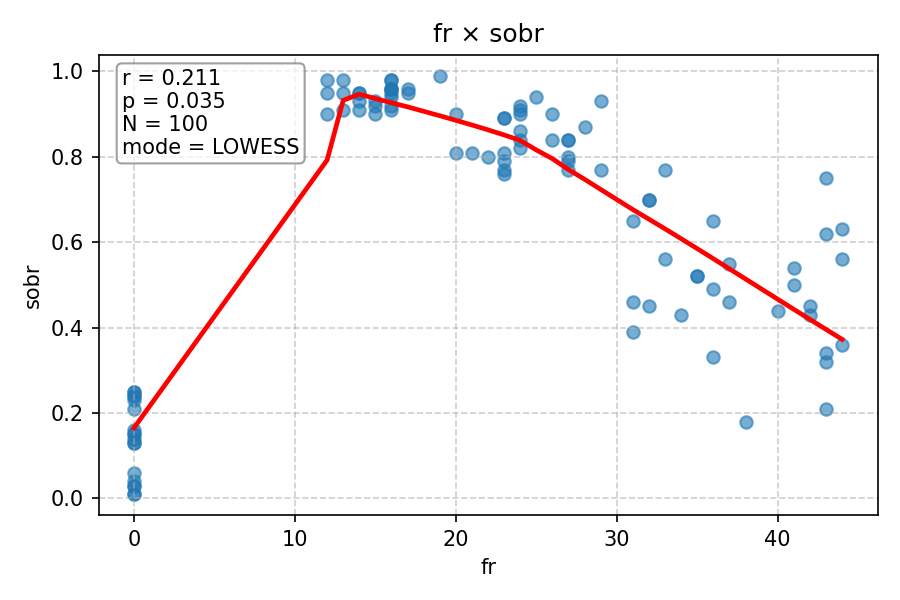 fr × sobr
r = 0.211
p = 0.035
N = 100
mode = LOWESS
1.0
0.8
0.6
0.4
0.2
0.0
sobr
0 10 20 30 40
fr